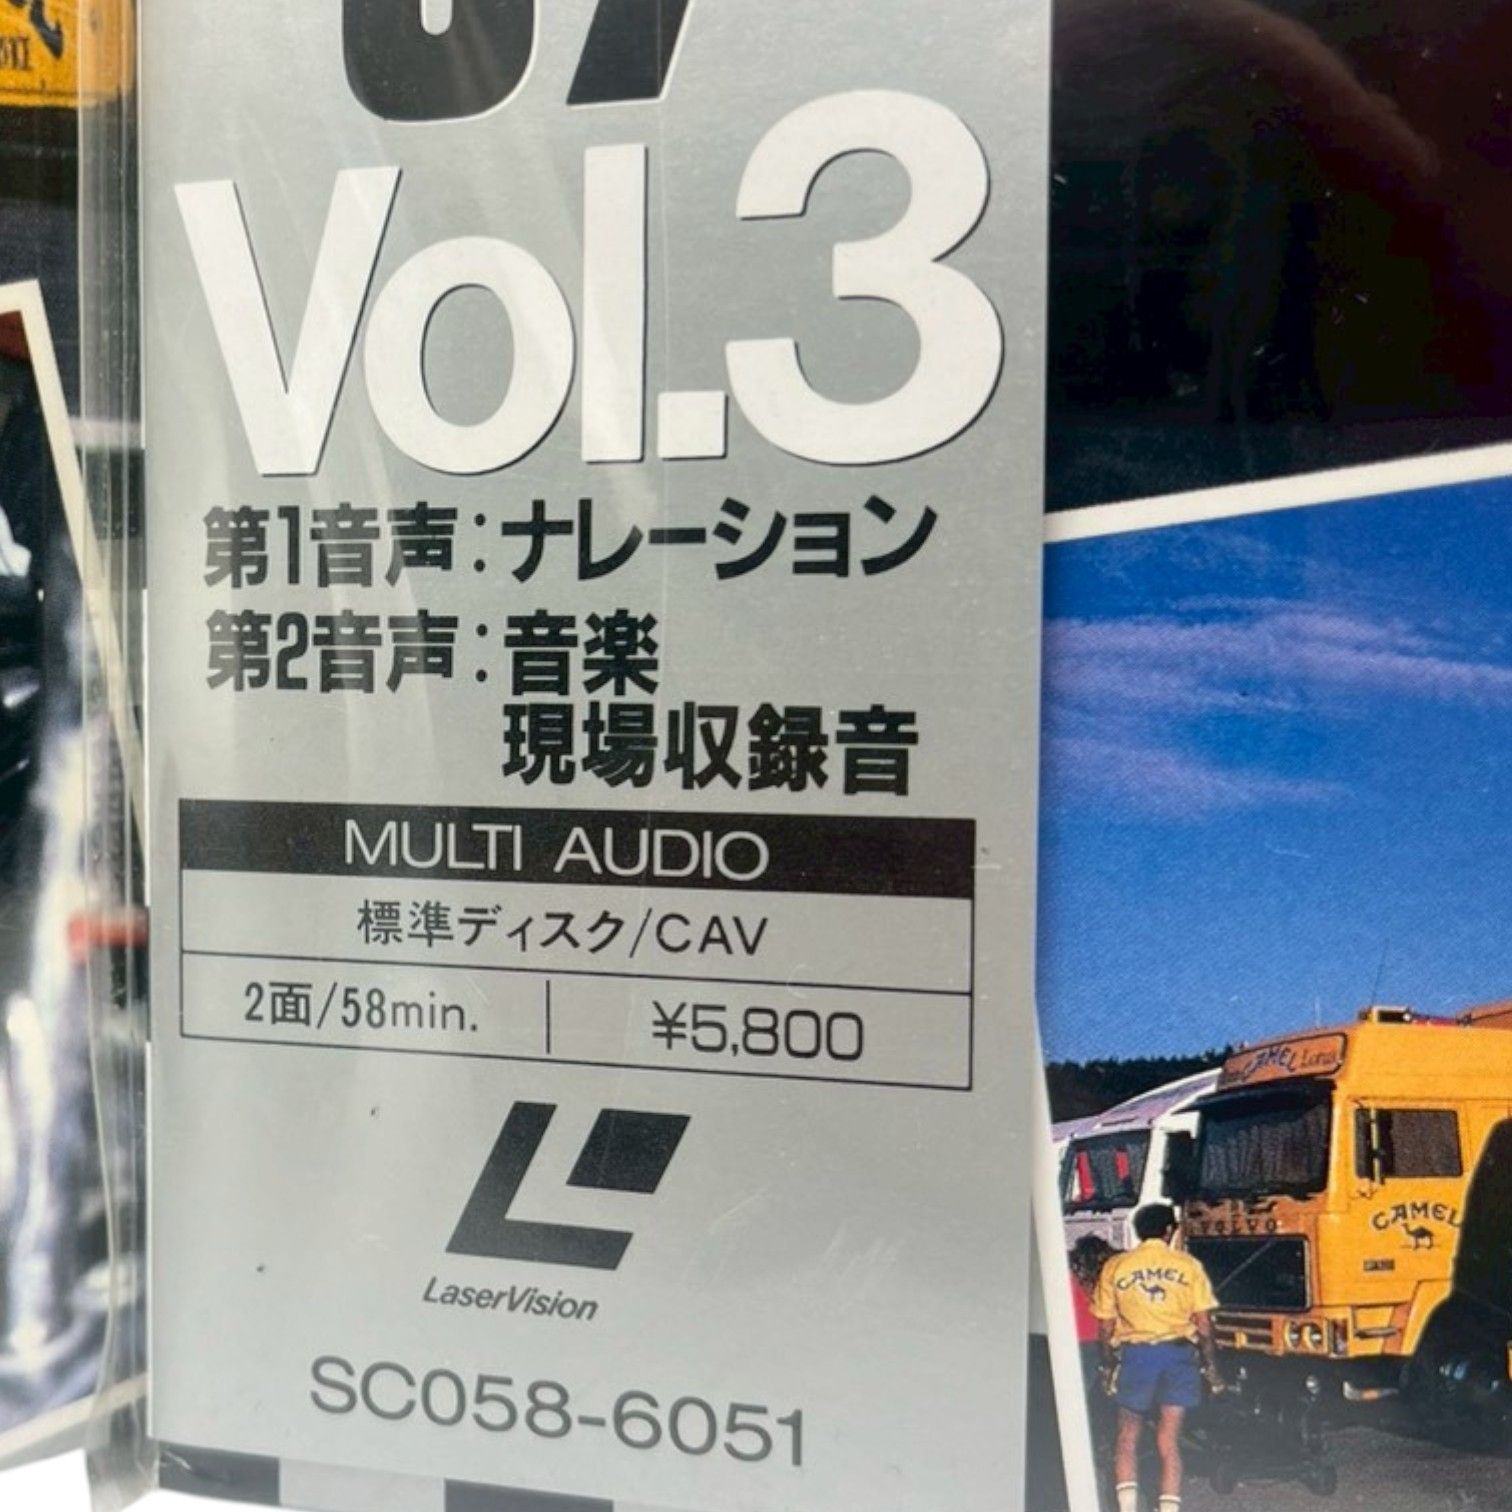 87
Vol.3
第1音声:ナレーション
第2音声:音楽
現場収録音
MULTI AUDIO
標準ディスク/CAV
2面/58min.
¥5,800
LaserVision
SC058-6051
CAMEL Lotus
VOLVO
CAMEL
CAMEL